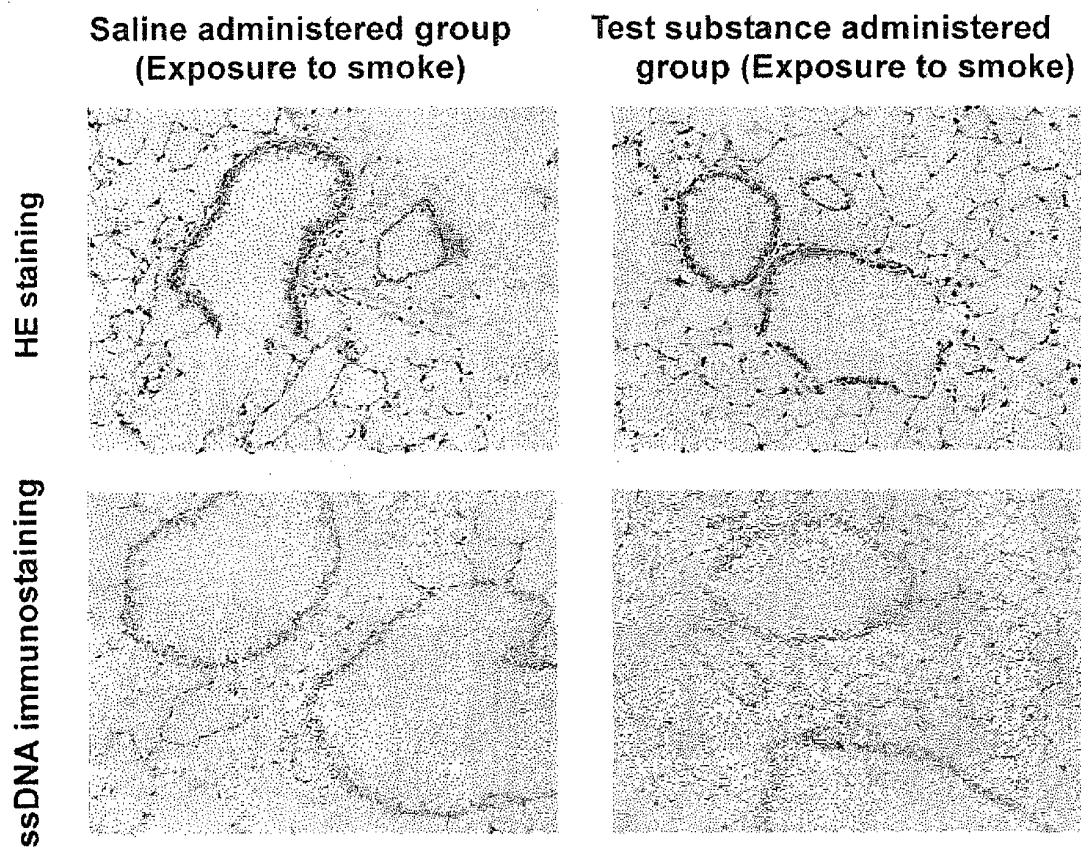 Saline administered group
(Exposure to smoke)
Test substance administered
group (Exposure to smoke)
HE staining
ssDNA immunostaining